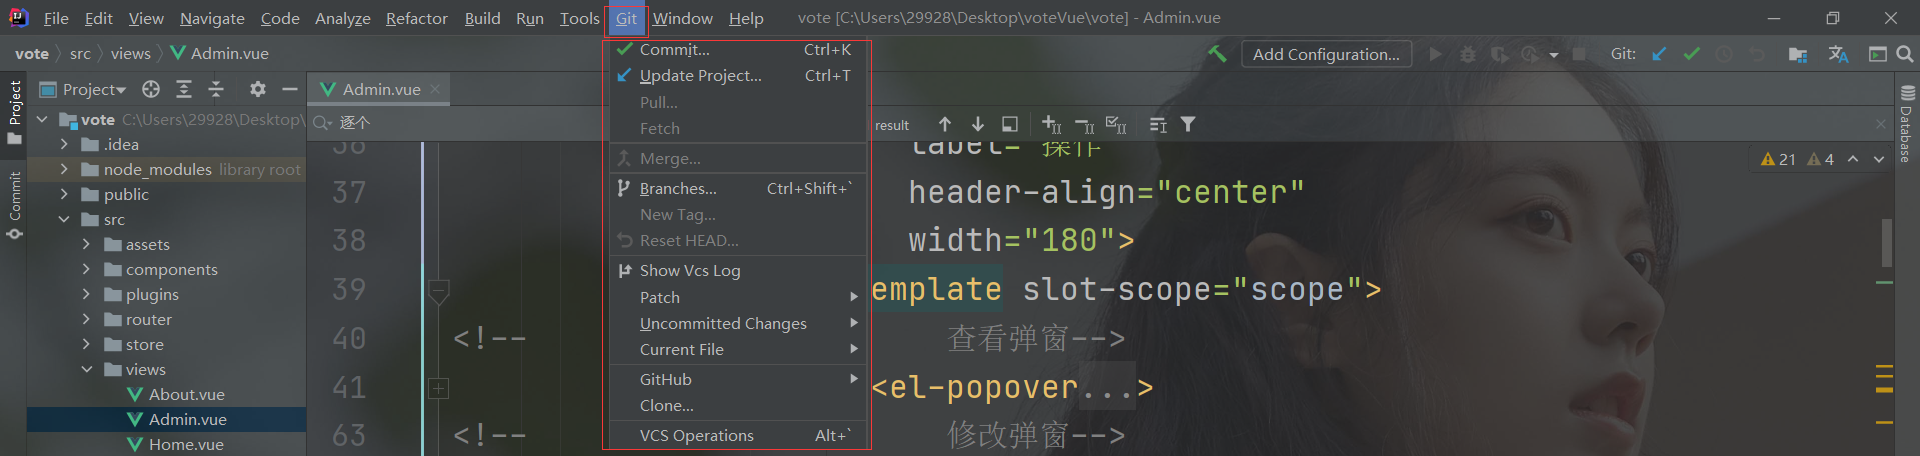 File Edit View Navigate Code Analyze Refactor Build Run Tools Git Window Help vote [C:\Users\29928\Desktop\voteVue\vote] - Admin.vue
vote src views Admin.vue
Add Configuration...
Git:
Project
Commit
Project
vote C:\Users\29928\Desktop\
.idea
node_modules library root
public
src
assets
components
plugins
router
store
views
About.vue
Admin.vue
Home.vue
Admin.vue
逐个
result
Commit... Ctrl+K
Update Project... Ctrl+T
Pull...
Fetch
Merge...
Branches... Ctrl+Shift+`
New Tag...
Reset HEAD...
Show Vcs Log
Patch
Uncommitted Changes
Current File
GitHub
Clone...
VCS Operations Alt+`
36 label="操作
37 header-align="center"
38 width="180">
39 emplate slot-scope="scope">
40 <!-- 查看弹窗-->
41 <el-popover...>
63 <!-- 修改弹窗-->
21 4
Database